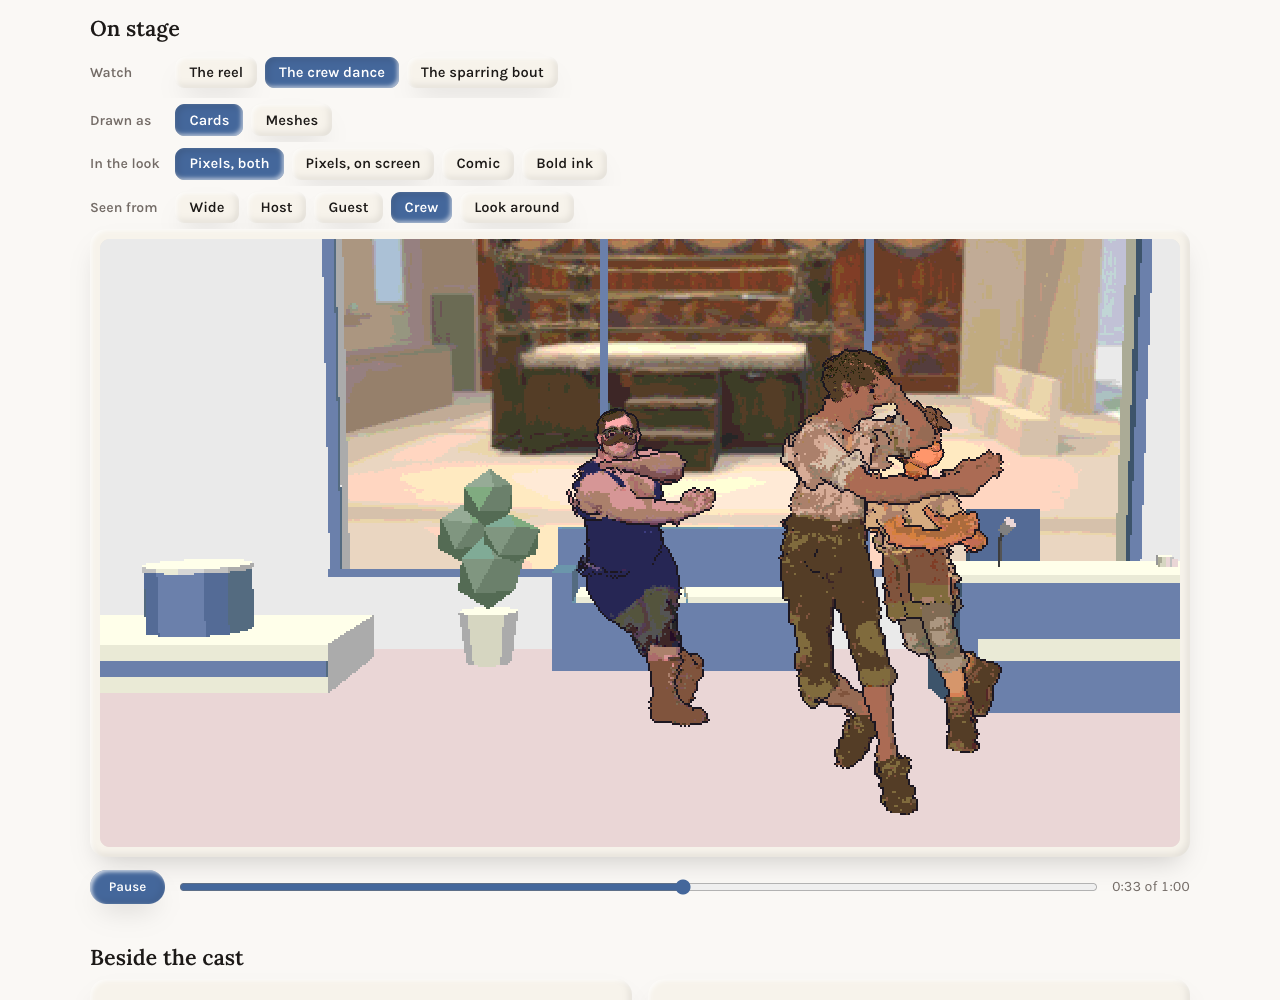 On stage
Watch The reel The crew dance The sparring bout
Drawn as Cards Meshes
In the look Pixels, both Pixels, on screen Comic Bold ink
Seen from Wide Host Guest Crew Look around
Pause 0:33 of 1:00
Beside the cast